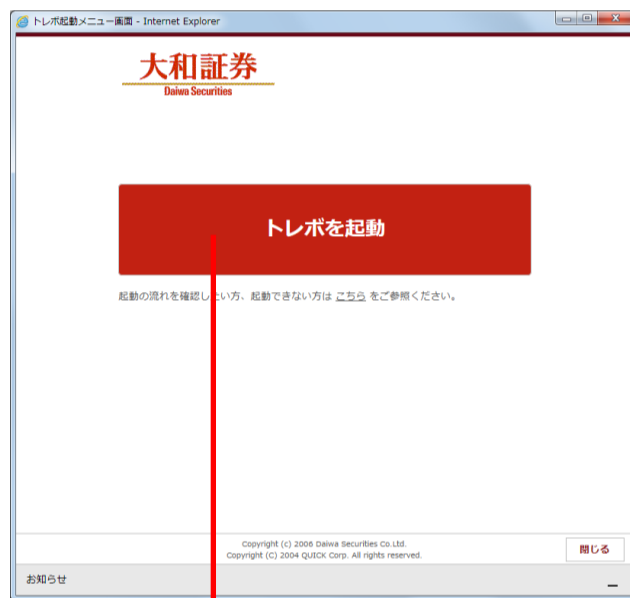 トレボ起動メニュー画面 - Internet Explorer
大和証券
Daiwa Securities
トレボを起動
起動の流れを確認したい方、起動できない方は こちら をご参照ください。
Copyright (c) 2006 Daiwa Securities Co.Ltd.
Copyright (C) 2004 QUICK Corp. All rights reserved.
閉じる
お知らせ